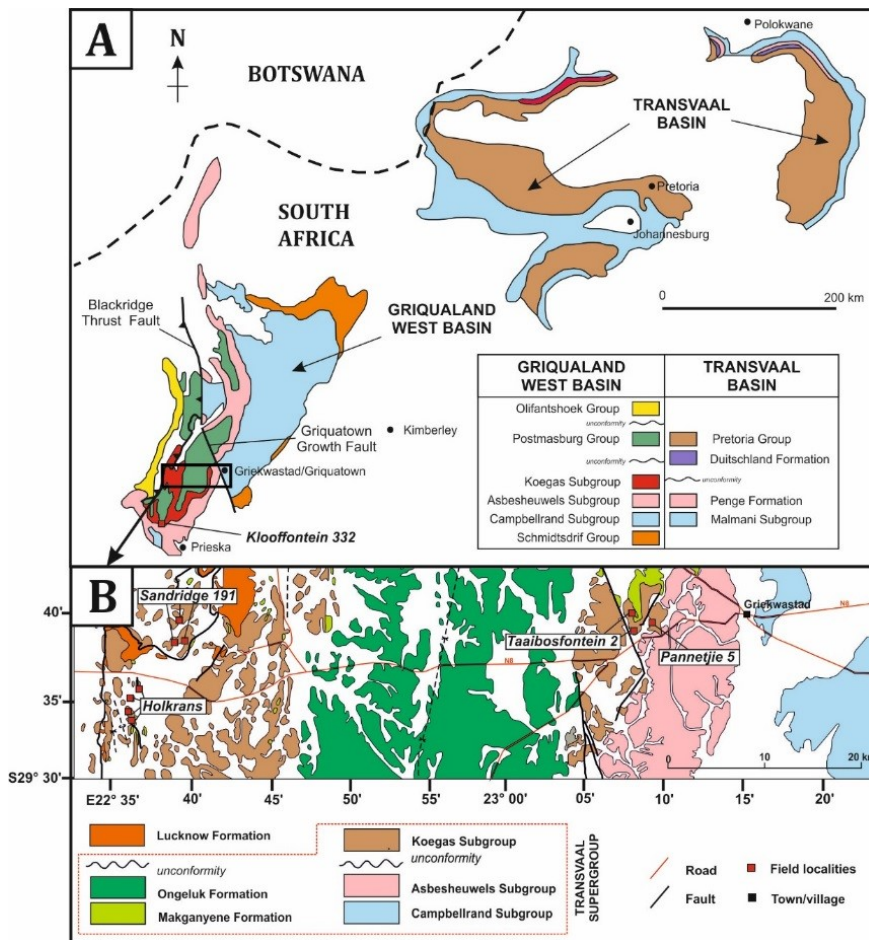 A
N
BOTSWANA
Polokwane
TRANSVAAL
BASIN
Pretoria
SOUTH
AFRICA
Johannesburg
Blackridge
Thrust Fault
GRIQUALAND
WEST BASIN
0 200 km
Griquatown
Growth Fault
Kimberley
Griekwastad/Griquatown
Klooffontein 332
Prieska
GRIQUALAND
WEST BASIN
TRANSVAAL
BASIN
Olifantshoek Group
unconformity
Postmasburg Group
Pretoria Group
unconformity
Duitschland Formation
Koegas Subgroup
unconformity
Asbesheuwels Subgroup
Penge Formation
Campbellrand Subgroup
Malmani Subgroup
Schmidtsdrif Group
B
Sandridge 191
40'
Griekwastad
N8
Taaibosfontein 2
N8
Pannetjie 5
35'
Holkrans
0 10 20 km
S29° 30'
E22° 35' 40' 45' 50' 55' 23° 00' 05' 10' 15' 20'
Lucknow Formation
unconformity
Ongeluk Formation
Makganyene Formation
Koegas Subgroup
unconformity
Asbesheuwels Subgroup
Campbellrand Subgroup
TRANSVAAL
SUPERGROUP
Road
Field localities
Fault
Town/village